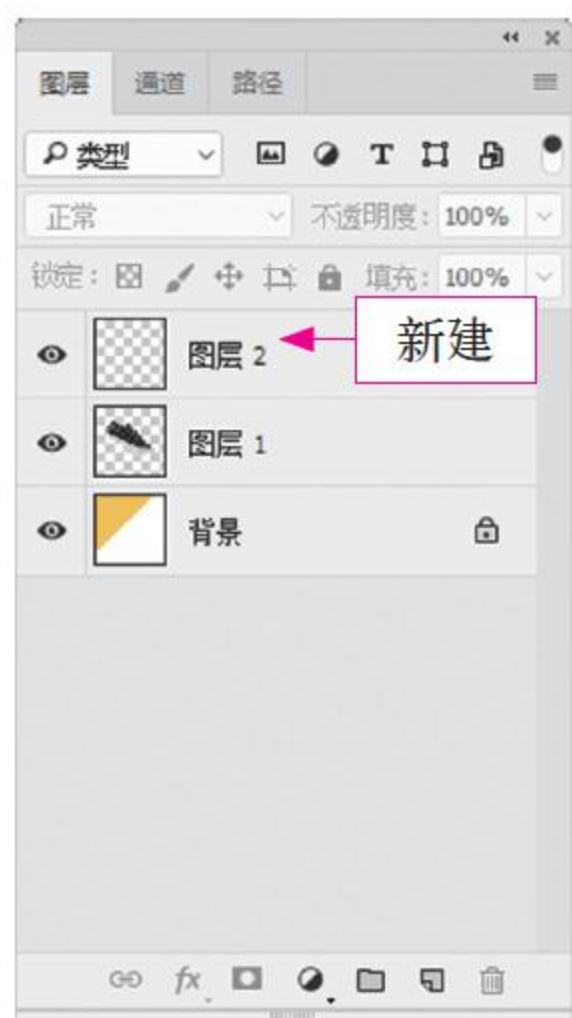 图层 通道 路径
类型 T
正常 不透明度: 100%
锁定: 填充: 100%
图层 2 新建
图层 1
背景
fx